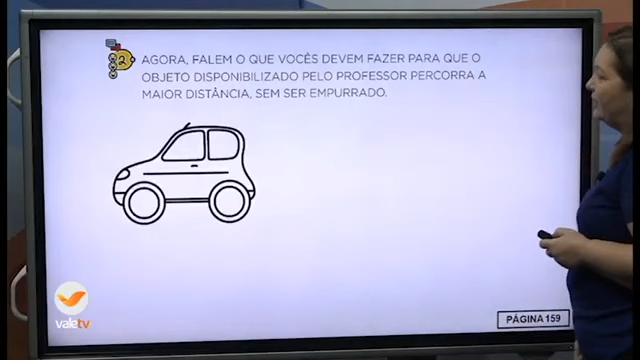 2 AGORA, FALEM O QUE VOCÊS DEVEM FAZER PARA QUE O
OBJETO DISPONIBILIZADO PELO PROFESSOR PERCORRA A
MAIOR DISTÂNCIA, SEM SER EMPURRADO.
valetv
PÁGINA 159